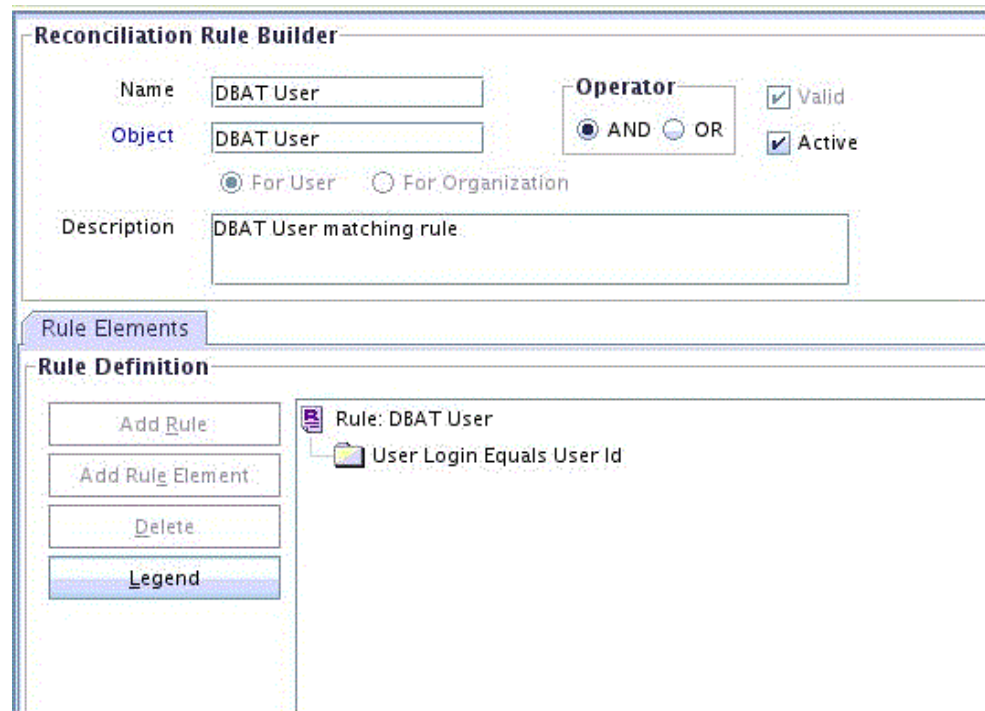 Reconciliation Rule Builder
Name DBAT User
Operator
AND OR
Valid
Object DBAT User
Active
For User For Organization
Description DBAT User matching rule
Rule Elements
Rule Definition
Add Rule
Add Rule Element
Delete
Legend
Rule: DBAT User
User Login Equals User Id